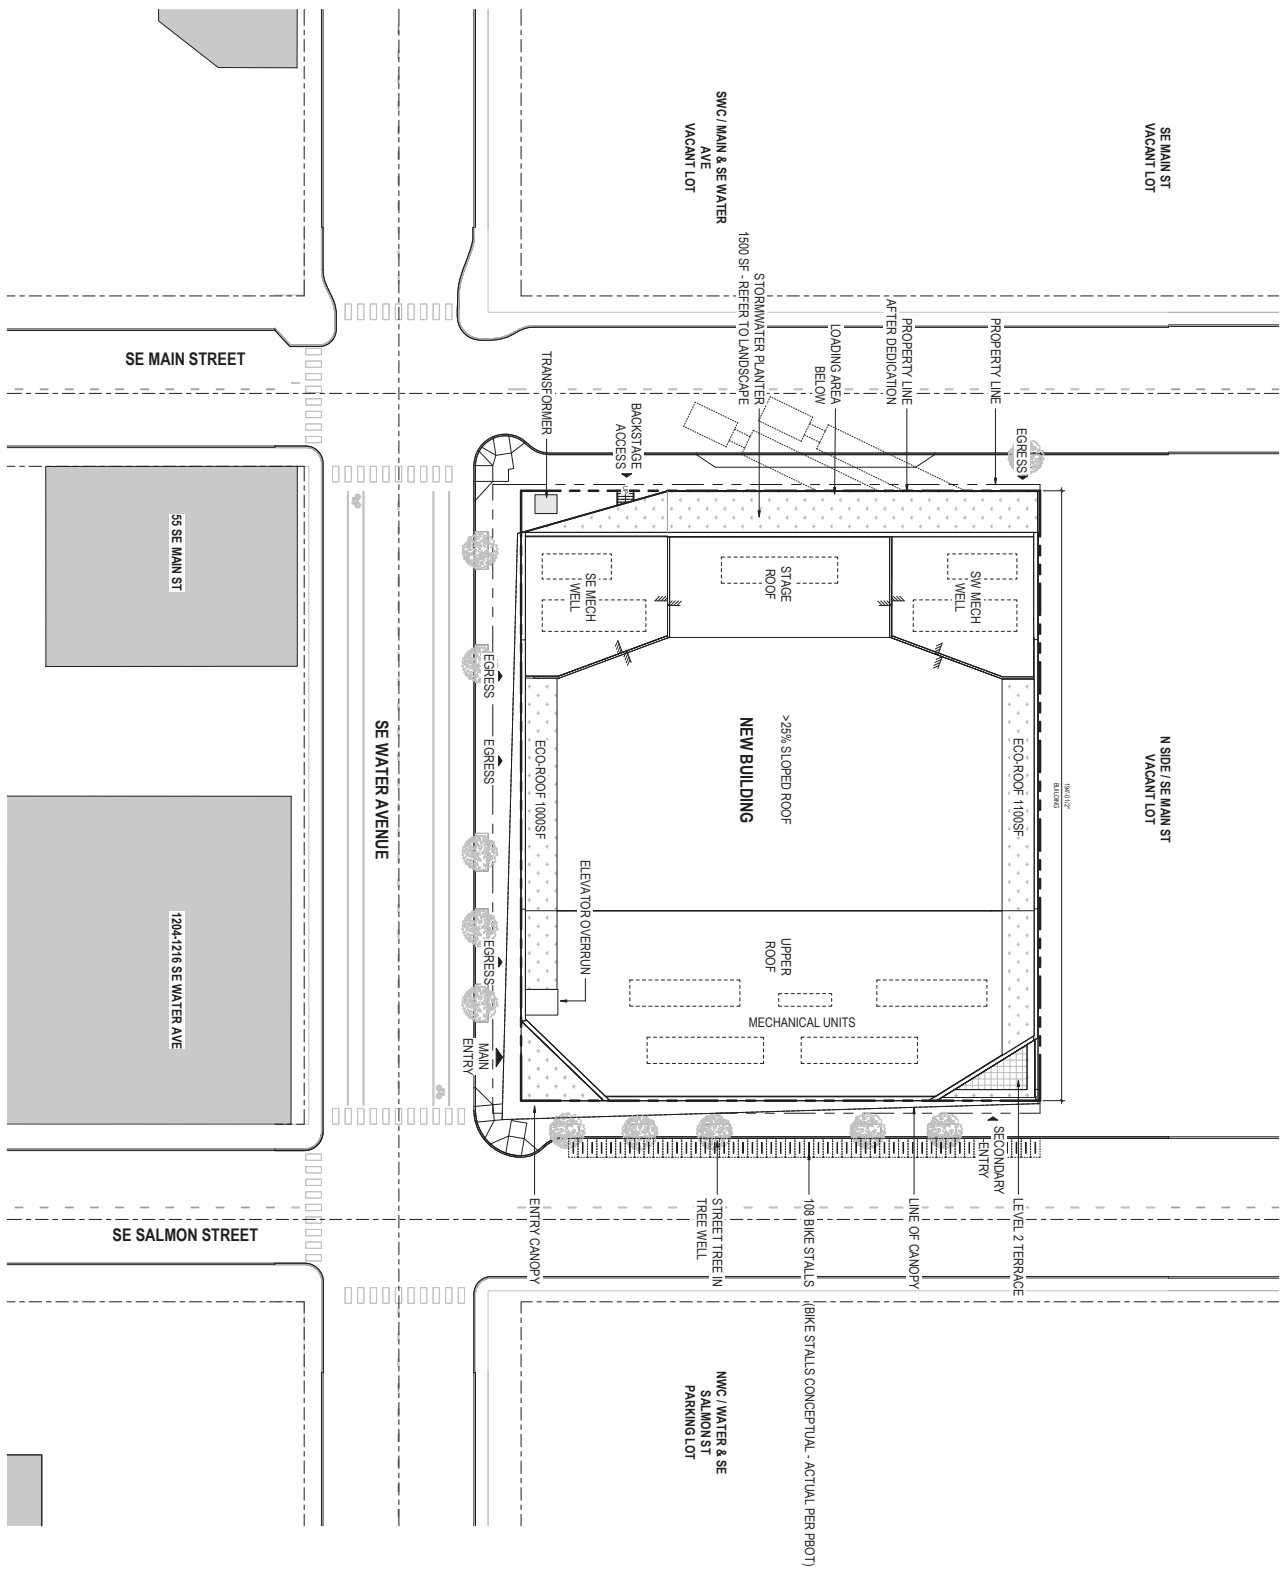 SWC / MAIN & SE WATER
AVE
VACANT LOT
SE MAIN ST
VACANT LOT
SE MAIN STREET
TRANSFORMER
BACKSTAGE
ACCESS
STORMWATER PLANTER
1500 SF - REFER TO LANDSCAPE
LOADING AREA
BELOW
PROPERTY LINE
AFTER DEDICATION
PROPERTY LINE
EGRESS
55 SE MAIN ST
SE MECH
WELL
STAGE
ROOF
SW MECH
WELL
EGRESS
EGRESS
EGRESS
SE WATER AVENUE
ECO-ROOF 1000SF
NEW BUILDING
>25% SLOPED ROOF
ECO-ROOF 1100SF
194'-0 1/2"
BUILDING
N SIDE / SE MAIN ST
VACANT LOT
ELEVATOR OVERRUN
UPPER
ROOF
MECHANICAL UNITS
1204-1216 SE WATER AVE
MAIN
ENTRY
SECONDARY
ENTRY
SE SALMON STREET
ENTRY CANOPY
STREET TREE IN
TREE WELL
108 BIKE STALLS (BIKE STALLS CONCEPTUAL - ACTUAL PER PBOT)
LINE OF CANOPY
LEVEL 2 TERRACE
NWC / WATER & SE
SALMON ST
PARKING LOT